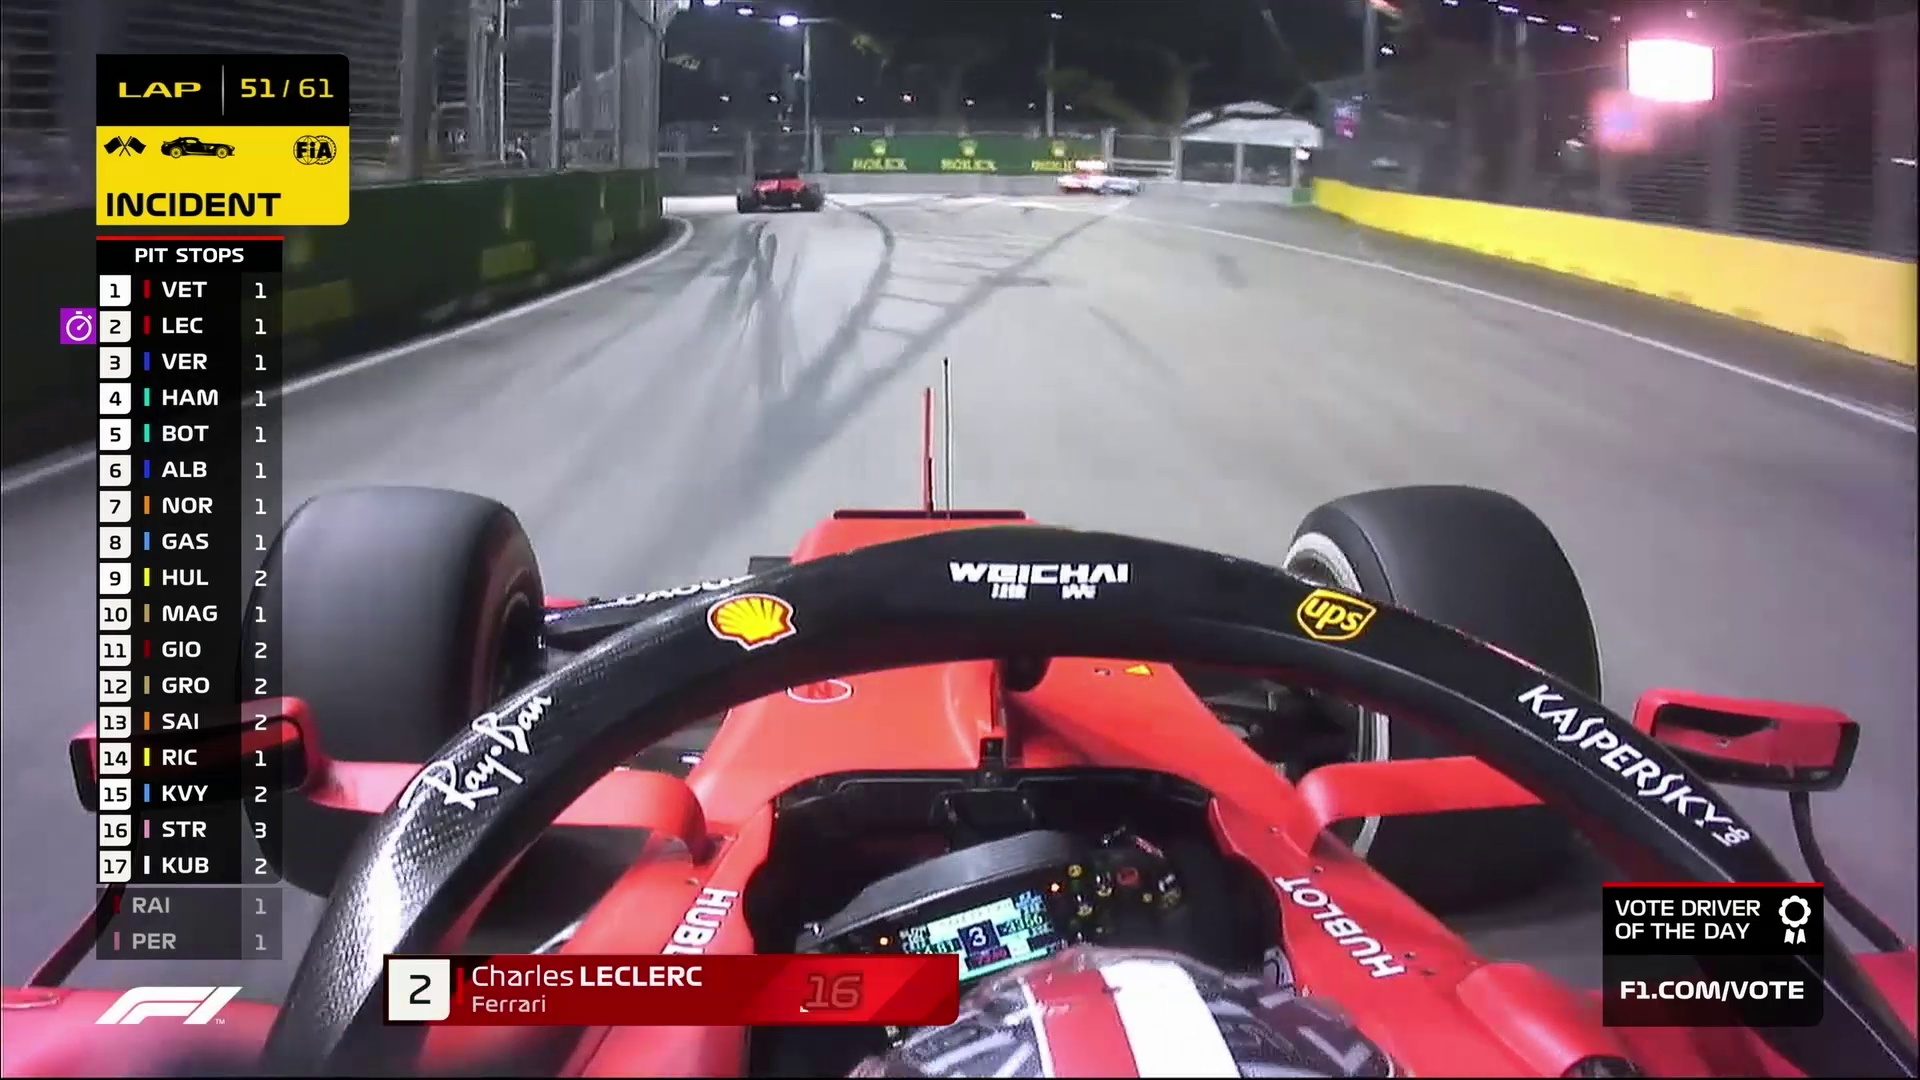 LAP 51/61
FIA
INCIDENT
PIT STOPS
1 VET 1
2 LEC 1
3 VER 1
4 HAM 1
5 BOT 1
6 ALB 1
7 NOR 1
8 GAS 1
9 HUL 2
10 MAG 1
11 GIO 2
12 GRO 2
13 SAI 2
14 RIC 1
15 KVY 2
16 STR 3
17 KUB 2
RAI 1
PER 1
ROLEX ROLEX
WEICHAI
ups
Ray-Ban
KASPERSKY
HUBLOT
3
2 Charles LECLERC 16
Ferrari
VOTE DRIVER
OF THE DAY
F1.COM/VOTE